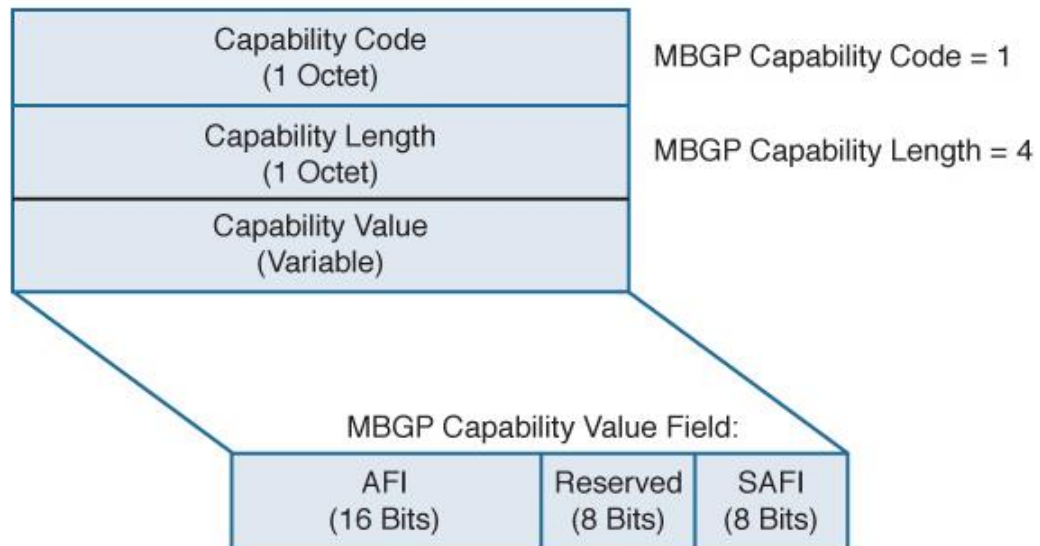 Capability Code
(1 Octet)
MBGP Capability Code = 1
Capability Length
(1 Octet)
MBGP Capability Length = 4
Capability Value
(Variable)
MBGP Capability Value Field:
AFI
(16 Bits)
Reserved
(8 Bits)
SAFI
(8 Bits)